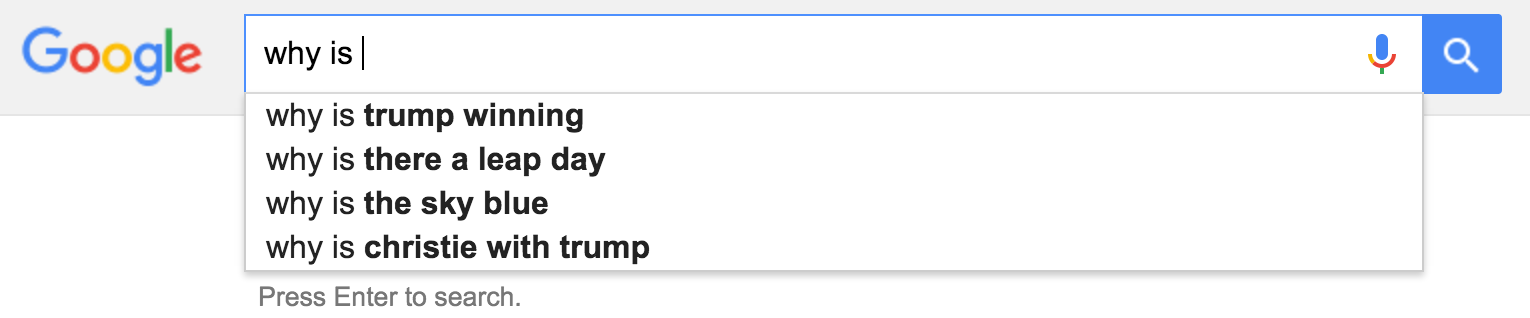 Google
why is
why is trump winning
why is there a leap day
why is the sky blue
why is christie with trump
Press Enter to search.